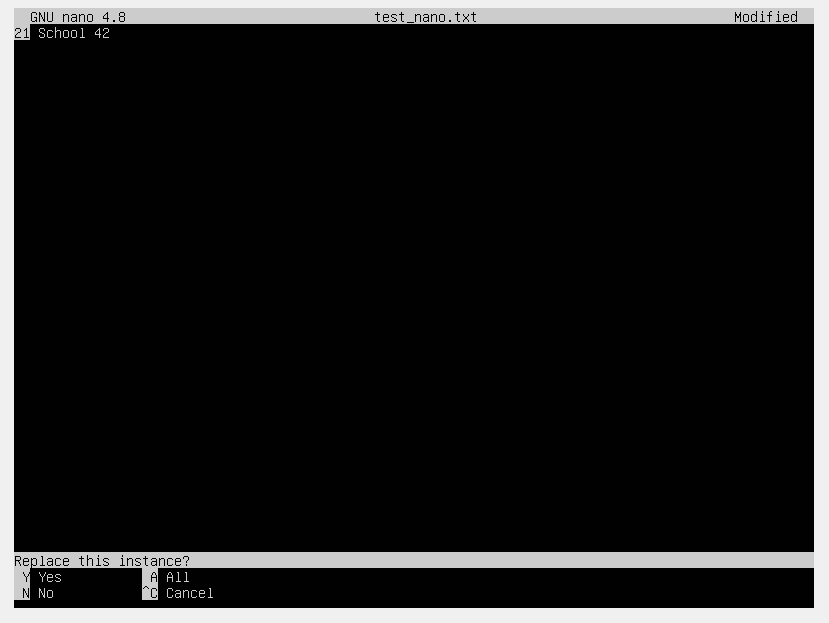 GNU nano 4.8 test_nano.txt Modified
21 School 42
Replace this instance?
Y Yes A All
N No ^C Cancel